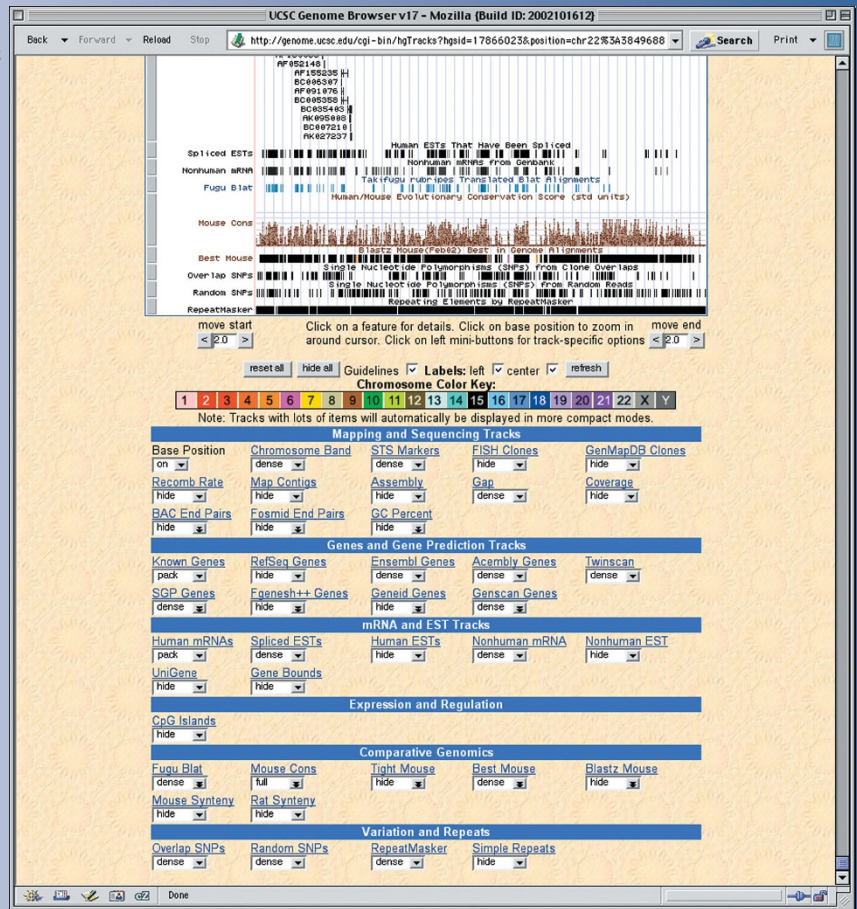 UCSC Genome Browser v17 - Mozilla {Build ID: 2002101612}
Back Forward Reload Stop http://genome.ucsc.edu/cgi-bin/hgTracks?hgsid=17866023&position=chr22%3A3849688 Search Print
AF052148
AF155235
BC006307
AF091076
BC005358
BC035403
AK095008
BC007210
AK027237
Human ESTs That Have Been Spliced
Spliced ESTs
Nonhuman mRNAs from Genbank
Nonhuman mRNA
Takifugu rubripes Translated Blat Alignments
Fugu Blat
Human/Mouse Evolutionary Conservation Score (std units)
Mouse Cons
Blastz Mouse(Feb02) Best in Genome Alignments
Best Mouse
Single Nucleotide Polymorphisms (SNPs) from Clone Overlaps
Overlap SNPs
Single Nucleotide Polymorphisms (SNPs) from Random Reads
Random SNPs
Repeating Elements by RepeatMasker
RepeatMasker
move start Click on a feature for details. Click on base position to zoom in move end
< 2.0 > around cursor. Click on left mini-buttons for track-specific options < 2.0 >
reset all hide all Guidelines Labels: left center refresh
Chromosome Color Key:
1 2 3 4 5 6 7 8 9 10 11 12 13 14 15 16 17 18 19 20 21 22 X Y
Note: Tracks with lots of items will automatically be displayed in more compact modes.
Mapping and Sequencing Tracks
Base Position Chromosome Band STS Markers FISH Clones GenMapDB Clones
on dense dense hide hide
Recomb Rate Map Contigs Assembly Gap Coverage
hide hide hide dense hide
BAC End Pairs Fosmid End Pairs GC Percent
hide hide hide
Genes and Gene Prediction Tracks
Known Genes RefSeq Genes Ensembl Genes Acembly Genes Twinscan
pack hide dense dense dense
SGP Genes Fgenesh++ Genes Geneid Genes Genscan Genes
dense hide hide dense
mRNA and EST Tracks
Human mRNAs Spliced ESTs Human ESTs Nonhuman mRNA Nonhuman EST
pack dense hide dense hide
UniGene Gene Bounds
hide hide
Expression and Regulation
CpG Islands
hide
Comparative Genomics
Fugu Blat Mouse Cons Tight Mouse Best Mouse Blastz Mouse
dense full hide dense hide
Mouse Synteny Rat Synteny
hide hide
Variation and Repeats
Overlap SNPs Random SNPs RepeatMasker Simple Repeats
dense dense dense hide
Done